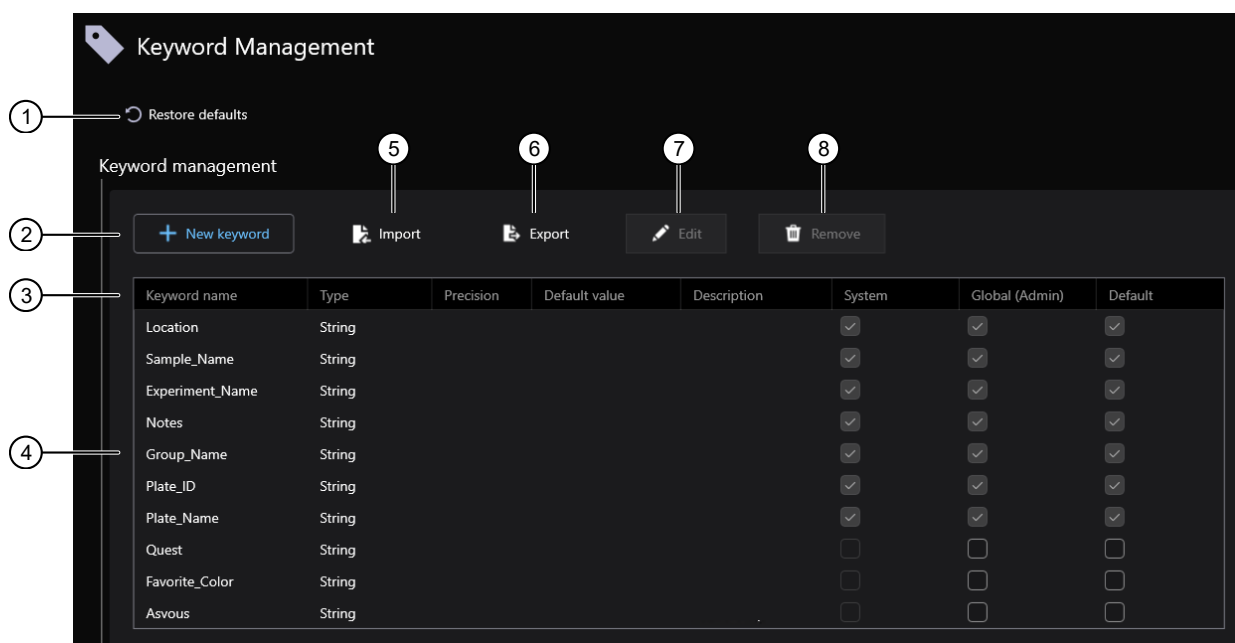 Keyword Management
1
Restore defaults
5 6 7 8
Keyword management
2
New keyword Import Export Edit Remove
3
Keyword name Type Precision Default value Description System Global (Admin) Default
Location String
Sample_Name String
Experiment_Name String
Notes String
4
Group_Name String
Plate_ID String
Plate_Name String
Quest String
Favorite_Color String
Asvous String